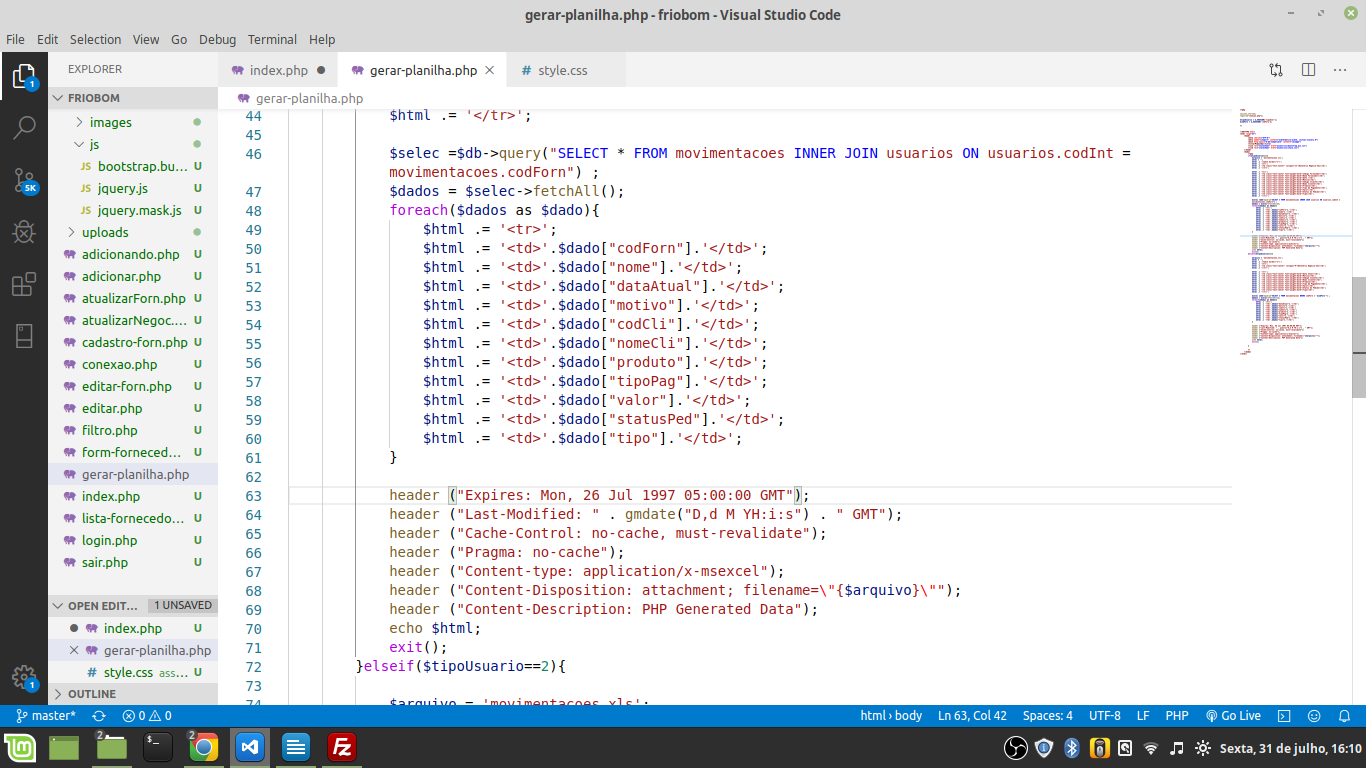 gerar-planilha.php - friobom - Visual Studio Code
File Edit Selection View Go Debug Terminal Help
EXPLORER
index.php
gerar-planilha.php
style.css
FRIOBOM
gerar-planilha.php
images
js
bootstrap.bu... U
jquery.js U
jquery.mask.js U
uploads
adicionando.php U
adicionar.php U
atualizarForn.php U
atualizarNegoc.... U
cadastro-forn.php U
conexao.php U
editar-forn.php U
editar.php U
filtro.php U
form-forneced... U
gerar-planilha.php
index.php U
lista-fornecedo... U
login.php U
sair.php U
OPEN EDIT... 1 UNSAVED
index.php U
gerar-planilha.php
style.css ass... U
OUTLINE
1
5K
1
44 $html .= '</tr>';
45
46 $selec =$db->query("SELECT * FROM movimentacoes INNER JOIN usuarios ON usuarios.codInt =
movimentacoes.codForn") ;
47 $dados = $selec->fetchAll();
48 foreach($dados as $dado){
49 $html .= '<tr>';
50 $html .= '<td>'.$dado["codForn"].'</td>';
51 $html .= '<td>'.$dado["nome"].'</td>';
52 $html .= '<td>'.$dado["dataAtual"].'</td>';
53 $html .= '<td>'.$dado["motivo"].'</td>';
54 $html .= '<td>'.$dado["codCli"].'</td>';
55 $html .= '<td>'.$dado["nomeCli"].'</td>';
56 $html .= '<td>'.$dado["produto"].'</td>';
57 $html .= '<td>'.$dado["tipoPag"].'</td>';
58 $html .= '<td>'.$dado["valor"].'</td>';
59 $html .= '<td>'.$dado["statusPed"].'</td>';
60 $html .= '<td>'.$dado["tipo"].'</td>';
61 }
62
63 header ("Expires: Mon, 26 Jul 1997 05:00:00 GMT");
64 header ("Last-Modified: " . gmdate("D,d M YH:i:s") . " GMT");
65 header ("Cache-Control: no-cache, must-revalidate");
66 header ("Pragma: no-cache");
67 header ("Content-type: application/x-msexcel");
68 header ("Content-Disposition: attachment; filename=\"{$arquivo}\"");
69 header ("Content-Description: PHP Generated Data");
70 echo $html;
71 exit();
72 }elseif($tipoUsuario==2){
73
74 $arquivo = 'movimentacoes.xls';
master* 0 0 html › body Ln 63, Col 42 Spaces: 4 UTF-8 LF PHP Go Live
2 2 Sexta, 31 de julho, 16:10